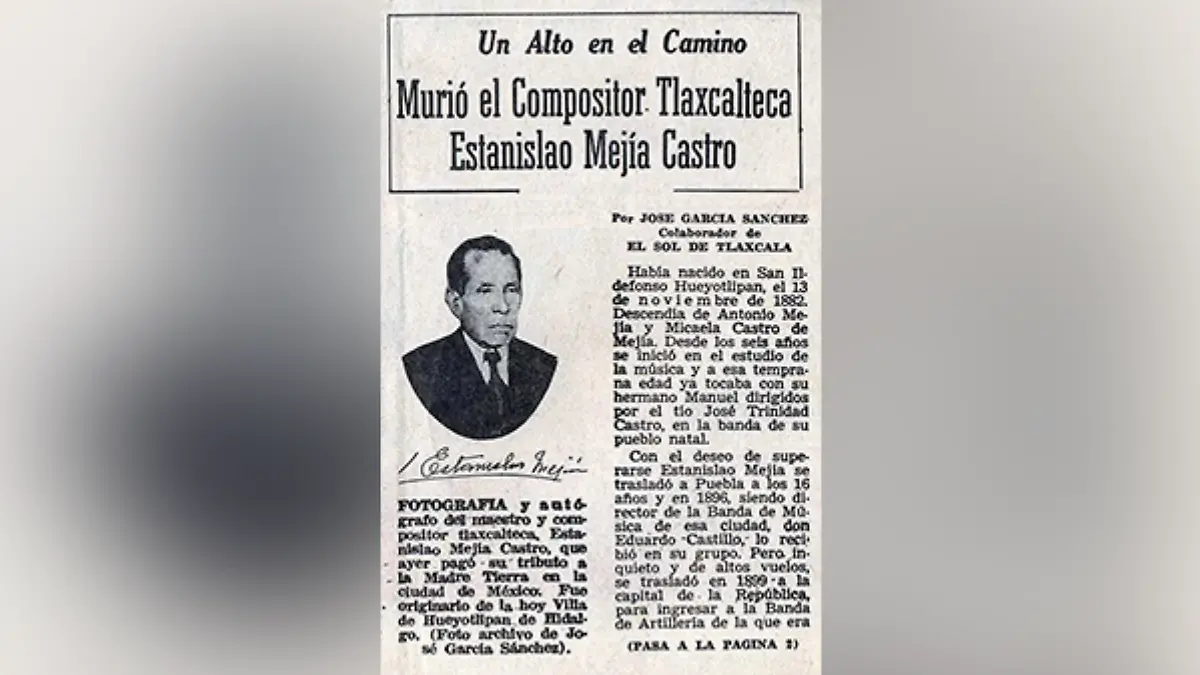 Un Alto en el Camino
Murió el Compositor Tlaxcalteca
Estanislao Mejía Castro
Estanislao Mejía
FOTOGRAFIA y autó-
grafo del maestro y com-
positor tlaxcalteca, Esta-
nislao Mejía Castro, que
ayer pagó su tributo a
la Madre Tierra en la
ciudad de México. Fue
originario de la hoy Villa
de Hueyotlipan de Hidal-
go. (Foto archivo de Jo-
sé García Sánchez).
Por JOSE GARCIA SANCHEZ
Colaborador de
EL SOL DE TLAXCALA
Había nacido en San Il-
defonso Hueyotlipan, el 13
de noviembre de 1882.
Descendía de Antonio Me-
jía y Micaela Castro de
Mejía. Desde los seis años
se inició en el estudio de
la música y a esa tempra-
na edad ya tocaba con su
hermano Manuel dirigidos
por el tío José Trinidad
Castro, en la banda de su
pueblo natal.
Con el deseo de supe-
rarse Estanislao Mejía se
trasladó a Puebla a los 16
años y en 1896, siendo di-
rector de la Banda de Mú-
sica de esa ciudad, don
Eduardo Castillo, lo reci-
bió en su grupo. Pero in-
quieto y de altos vuelos,
se trasladó en 1899 a la
capital de la República,
para ingresar a la Banda
de Artillería de la que era
(PASA A LA PAGINA 2)